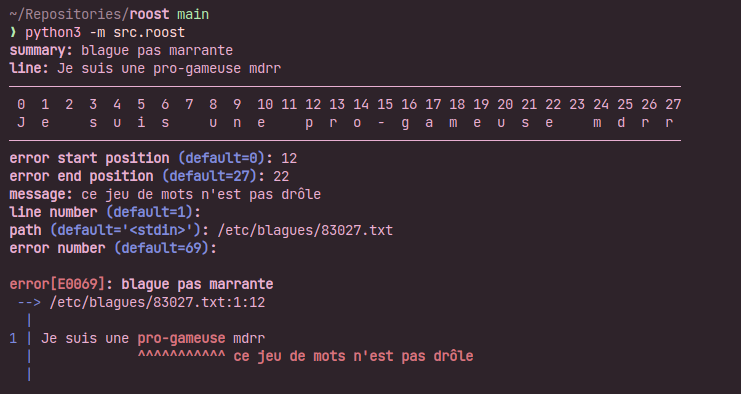 ~/Repositories/roost main
❯ python3 -m src.roost
summary: blague pas marrante
line: Je suis une pro-gameuse mdrr
0 1 2 3 4 5 6 7 8 9 10 11 12 13 14 15 16 17 18 19 20 21 22 23 24 25 26 27
J e s u i s u n e p r o - g a m e u s e m d r r
error start position (default=0): 12
error end position (default=27): 22
message: ce jeu de mots n'est pas drôle
line number (default=1):
path (default='<stdin>'): /etc/blagues/83027.txt
error number (default=69):
error[E0069]: blague pas marrante
--> /etc/blagues/83027.txt:1:12
|
1 | Je suis une pro-gameuse mdrr
| ^^^^^^^^^^^ ce jeu de mots n'est pas drôle
|